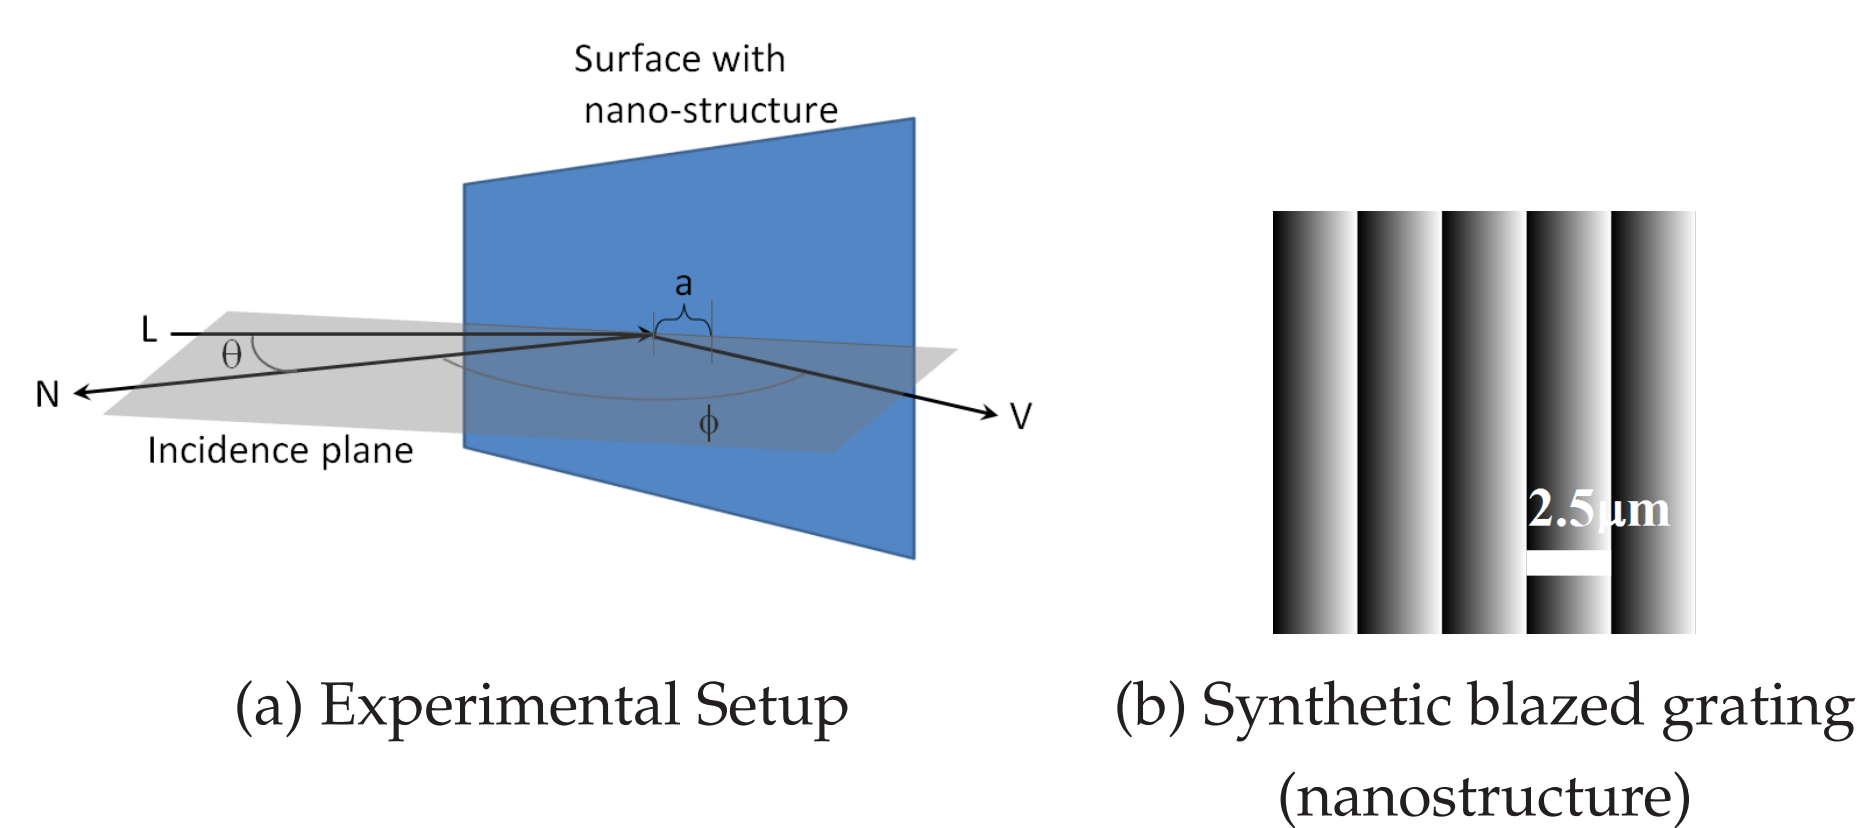 Surface with
nano-structure
a
L
θ
N
ϕ
V
Incidence plane
2.5μm
(a) Experimental Setup
(b) Synthetic blazed grating
(nanostructure)